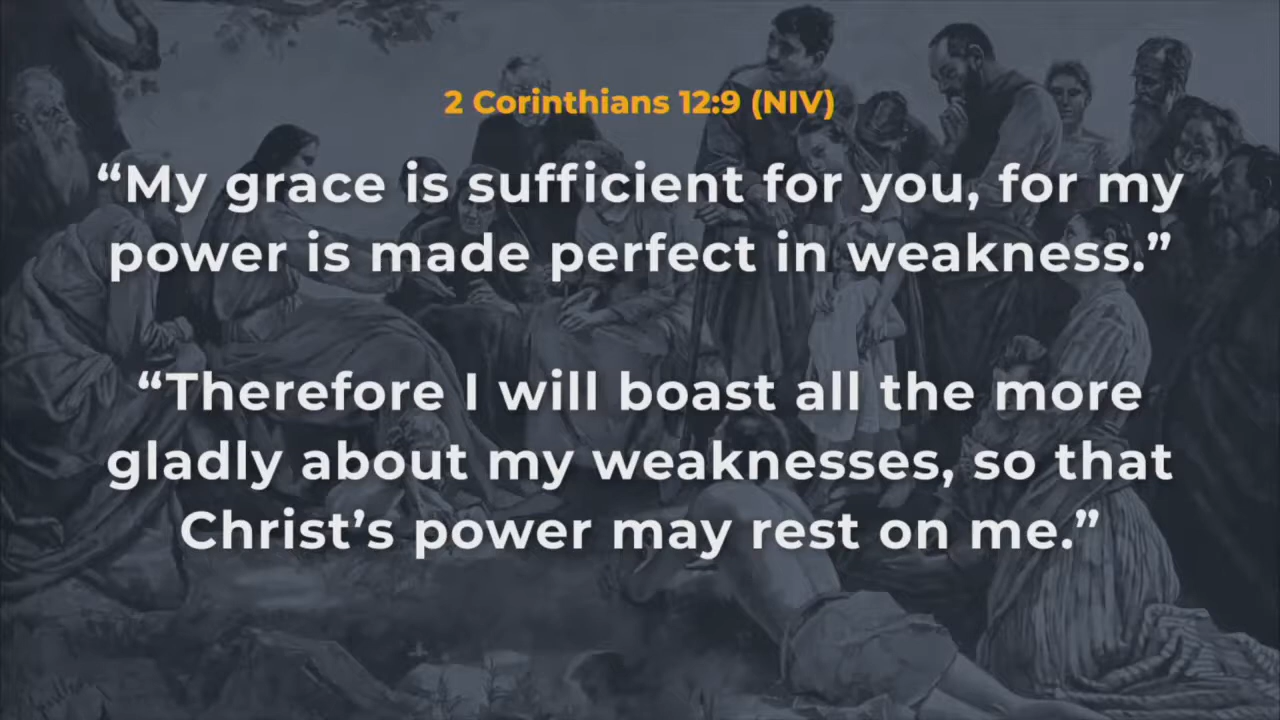 2 Corinthians 12:9 (NIV)
“My grace is sufficient for you, for my
power is made perfect in weakness.”
“Therefore I will boast all the more
gladly about my weaknesses, so that
Christ’s power may rest on me.”